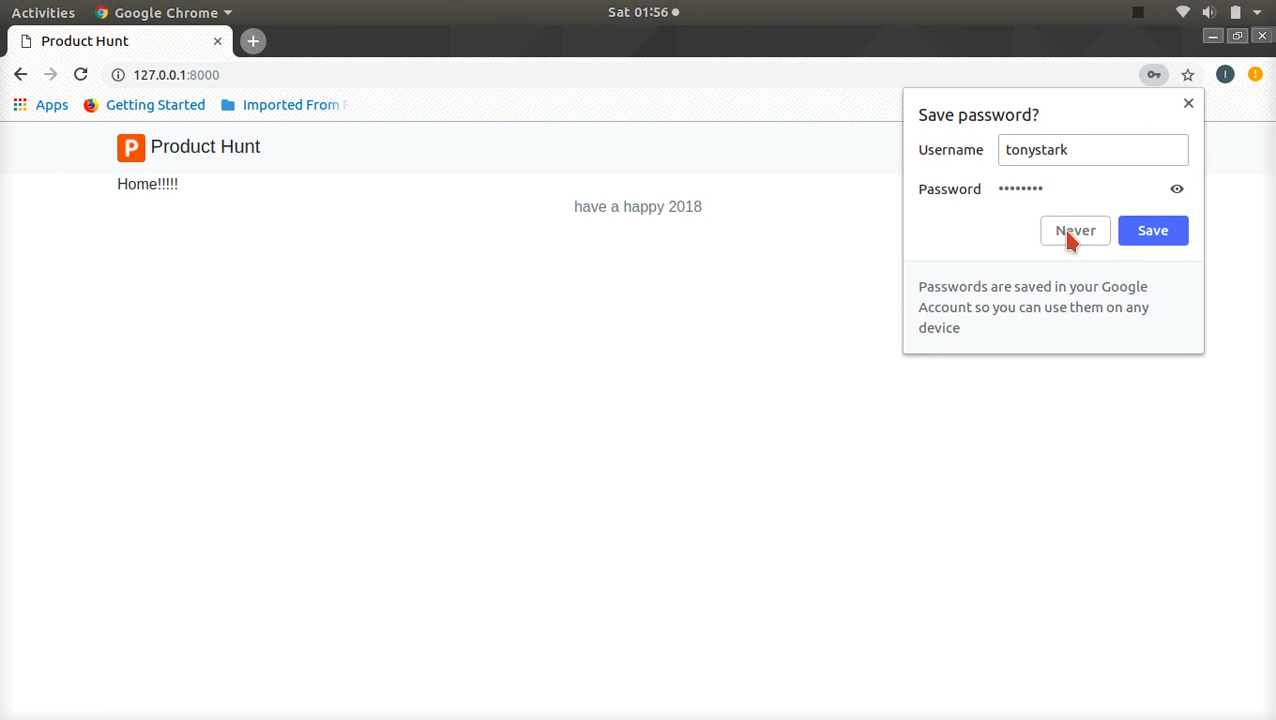 Activities Google Chrome Sat 01:56
Product Hunt
127.0.0.1:8000
Apps Getting Started Imported From
P Product Hunt
Home!!!!!
have a happy 2018
Save password?
Username tonystark
Password ••••••••
Never Save
Passwords are saved in your Google
Account so you can use them on any
device